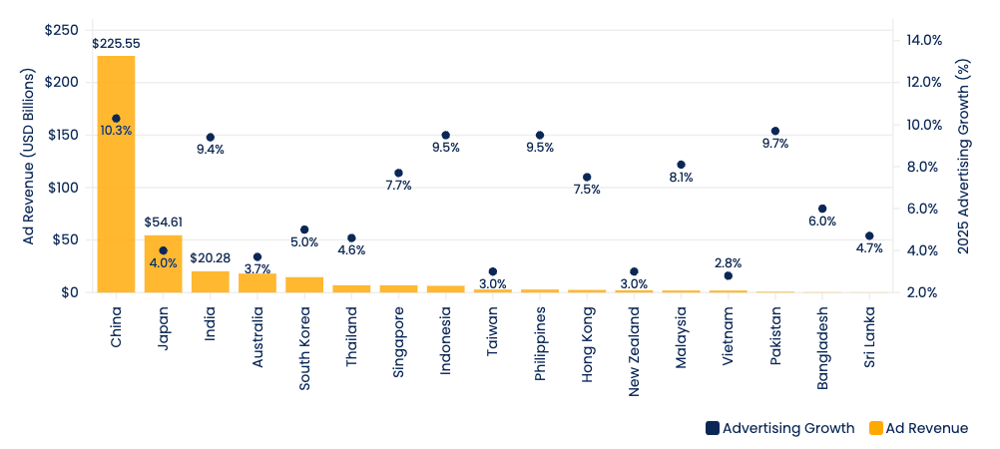 Ad Revenue (USD Billions)
$250
$200
$150
$100
$50
$0
$225.55
$54.61
$20.28
10.3%
4.0%
9.4%
3.7%
5.0%
4.6%
7.7%
9.5%
3.0%
9.5%
7.5%
3.0%
8.1%
2.8%
9.7%
6.0%
4.7%
14.0%
12.0%
10.0%
8.0%
6.0%
4.0%
2.0%
2025 Advertising Growth (%)
China
Japan
India
Australia
South Korea
Thailand
Singapore
Indonesia
Taiwan
Philippines
Hong Kong
New Zealand
Malaysia
Vietnam
Pakistan
Bangladesh
Sri Lanka
Advertising Growth
Ad Revenue